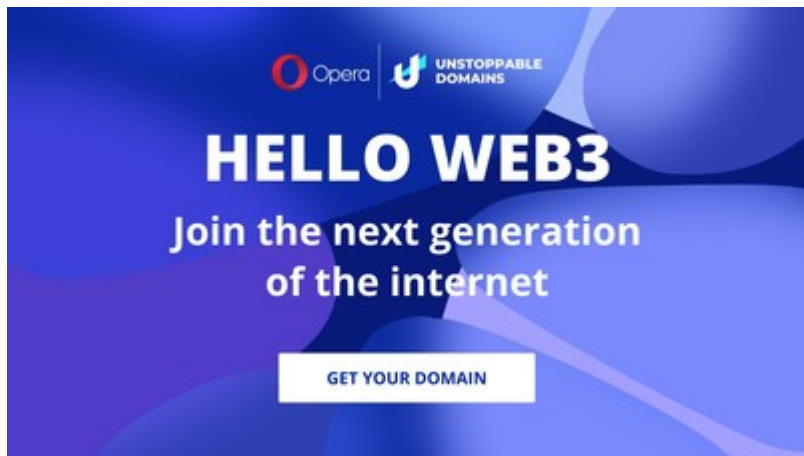 Opera
UNSTOPPABLE
DOMAINS
HELLO WEB3
Join the next generation
of the internet
GET YOUR DOMAIN